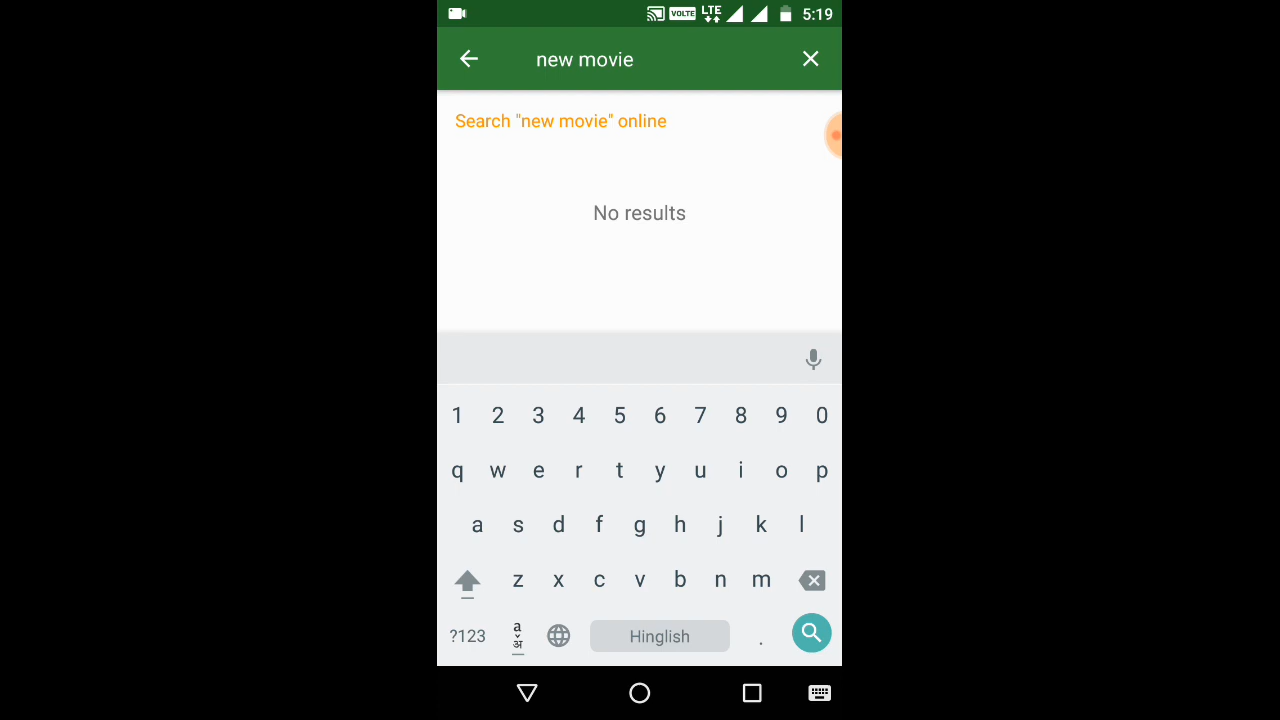 VOLTE LTE 5:19
new movie
Search "new movie" online
No results
1 2 3 4 5 6 7 8 9 0
q w e r t y u i o p
a s d f g h j k l
z x c v b n m
?123 a अ Hinglish .